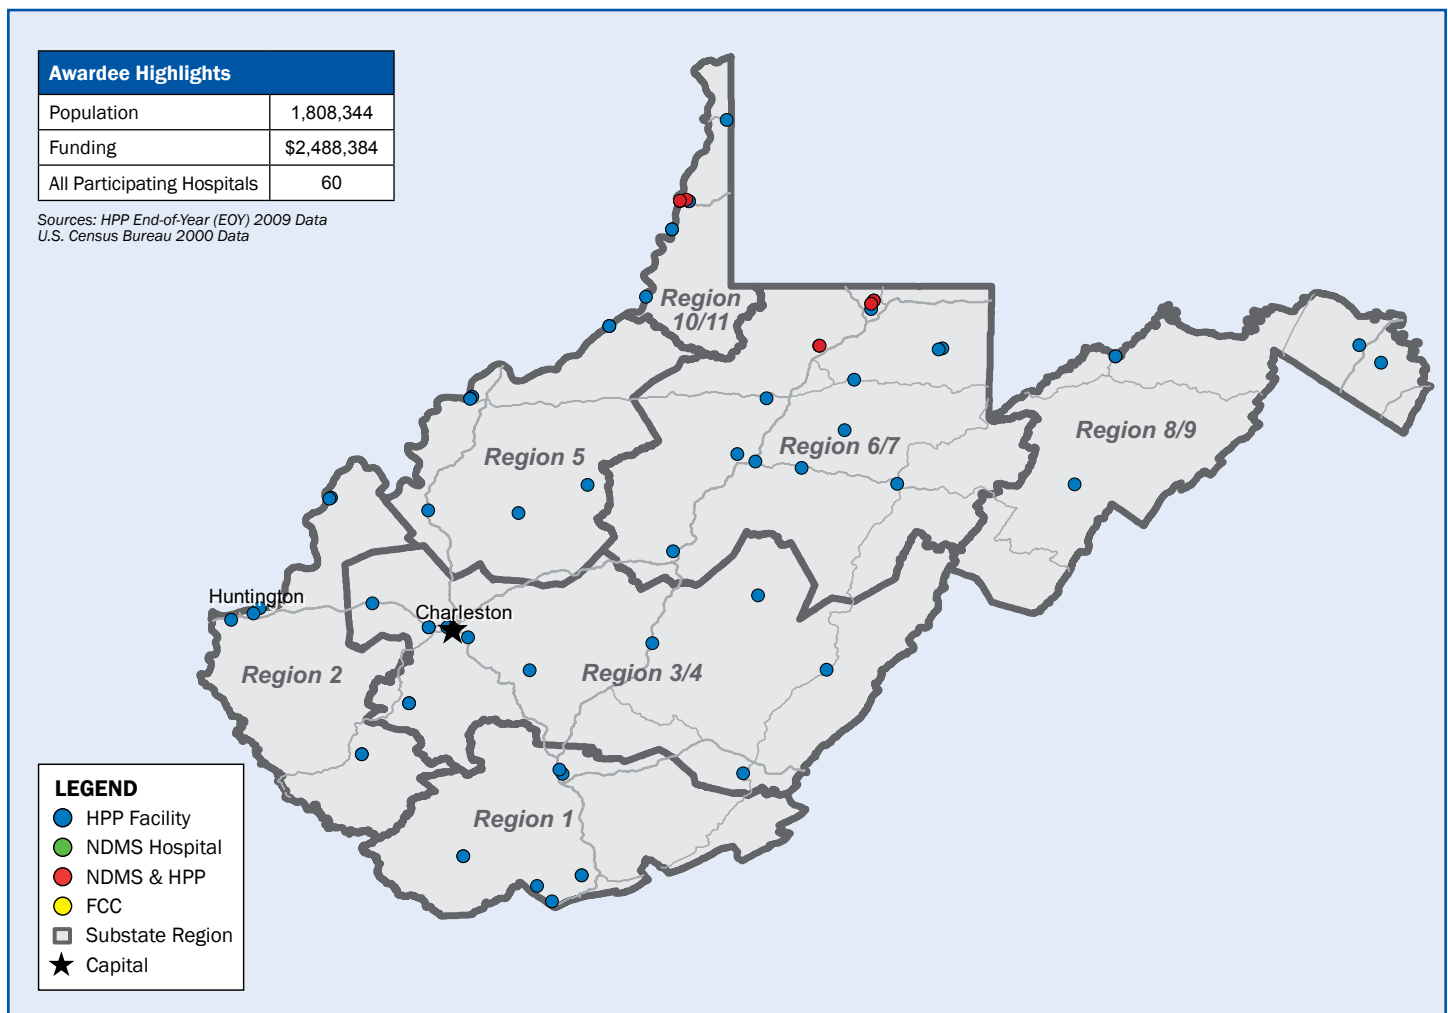 Awardee Highlights
Population 1,808,344
Funding $2,488,384
All Participating Hospitals 60
Sources: HPP End-of-Year (EOY) 2009 Data
U.S. Census Bureau 2000 Data
Region
10/11
Region 6/7
Region 8/9
Region 5
Huntington
Charleston
Region 2
Region 3/4
Region 1
LEGEND
HPP Facility
NDMS Hospital
NDMS & HPP
FCC
Substate Region
Capital